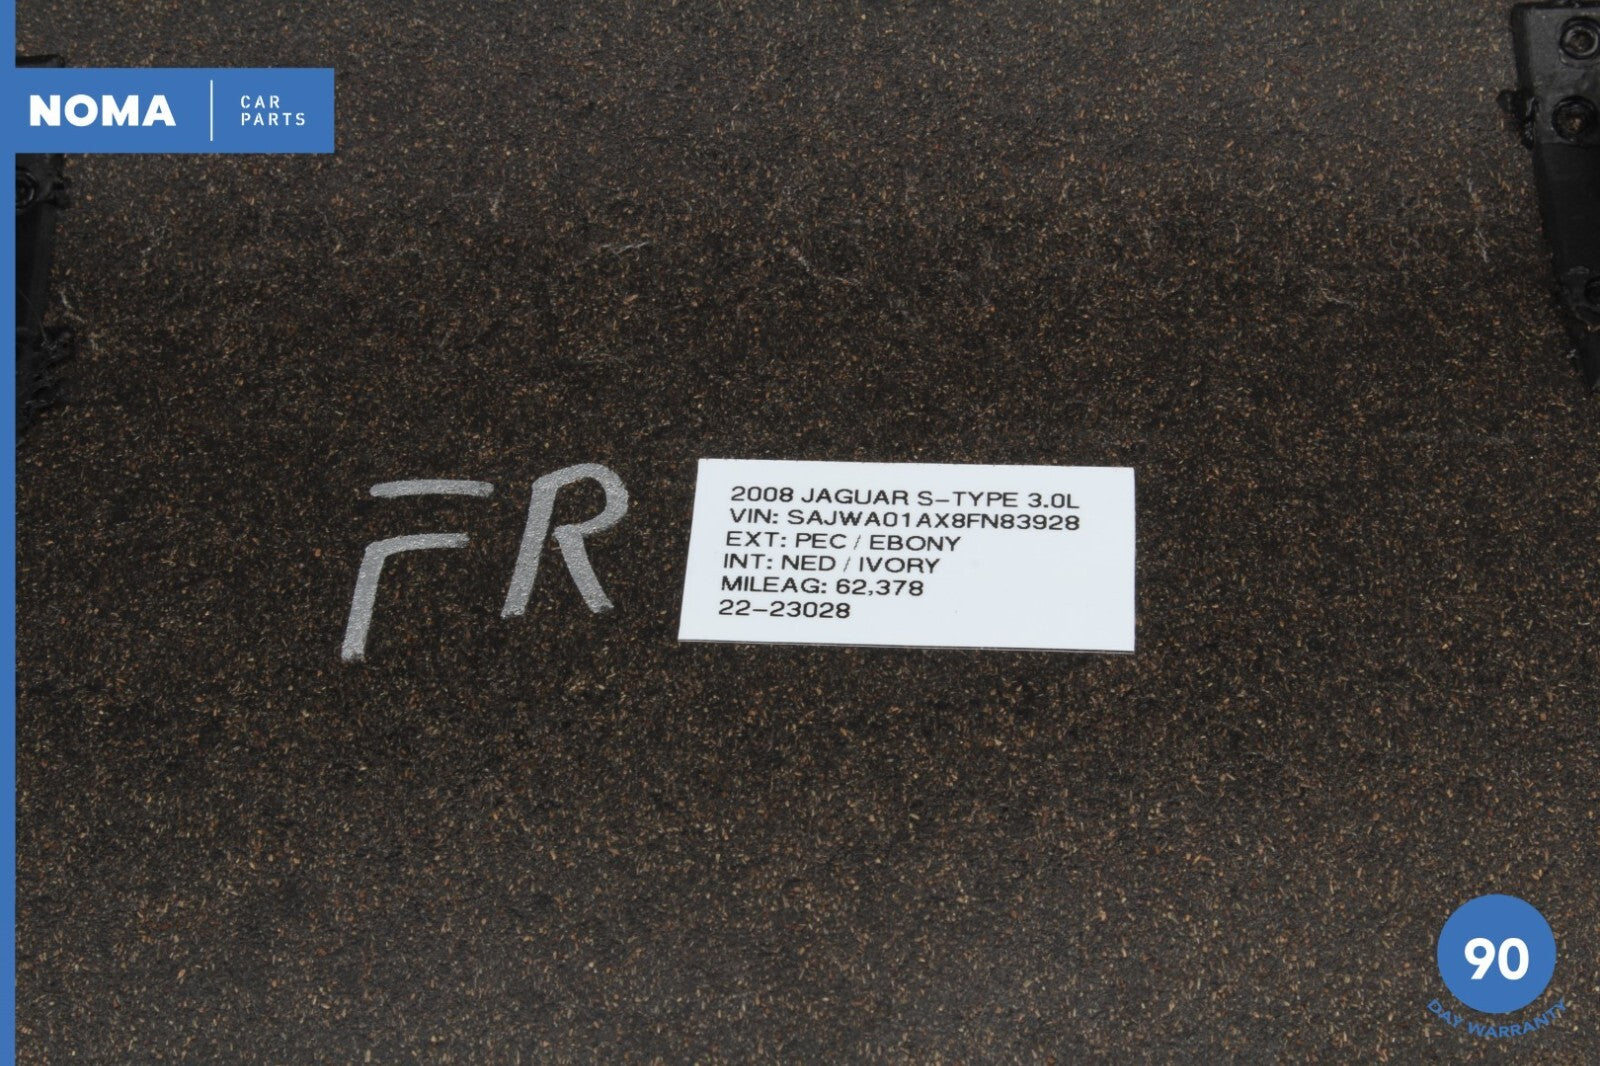 NOMA
CAR
PARTS
FR
2008 JAGUAR S-TYPE 3.0L
VIN: SAJWA01AX8FN83928
EXT: PEC / EBONY
INT: NED / IVORY
MILEAG: 62,378
22-23028
90
DAY WARRANTY